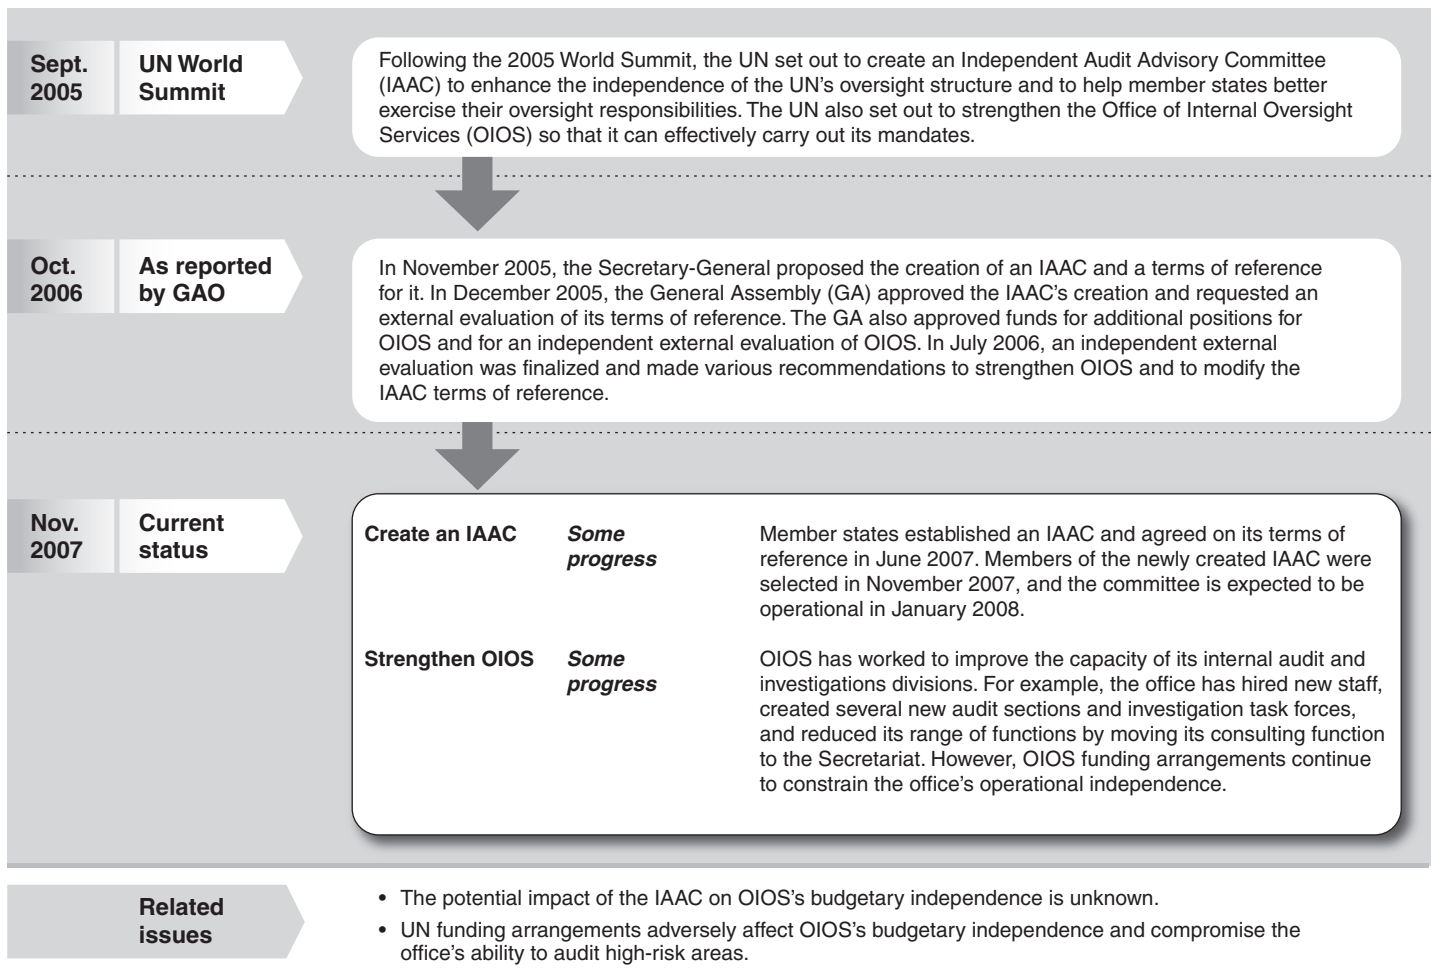 Sept.
2005
UN World
Summit
Following the 2005 World Summit, the UN set out to create an Independent Audit Advisory Committee
(IAAC) to enhance the independence of the UN's oversight structure and to help member states better
exercise their oversight responsibilities. The UN also set out to strengthen the Office of Internal Oversight
Services (OIOS) so that it can effectively carry out its mandates.
Oct.
2006
As reported
by GAO
In November 2005, the Secretary-General proposed the creation of an IAAC and a terms of reference
for it. In December 2005, the General Assembly (GA) approved the IAAC's creation and requested an
external evaluation of its terms of reference. The GA also approved funds for additional positions for
OIOS and for an independent external evaluation of OIOS. In July 2006, an independent external
evaluation was finalized and made various recommendations to strengthen OIOS and to modify the
IAAC terms of reference.
Nov.
2007
Current
status
Create an IAAC
Some
progress
Member states established an IAAC and agreed on its terms of
reference in June 2007. Members of the newly created IAAC were
selected in November 2007, and the committee is expected to be
operational in January 2008.
Strengthen OIOS
Some
progress
OIOS has worked to improve the capacity of its internal audit and
investigations divisions. For example, the office has hired new staff,
created several new audit sections and investigation task forces,
and reduced its range of functions by moving its consulting function
to the Secretariat. However, OIOS funding arrangements continue
to constrain the office's operational independence.
Related
issues
• The potential impact of the IAAC on OIOS's budgetary independence is unknown.
• UN funding arrangements adversely affect OIOS's budgetary independence and compromise the
office's ability to audit high-risk areas.